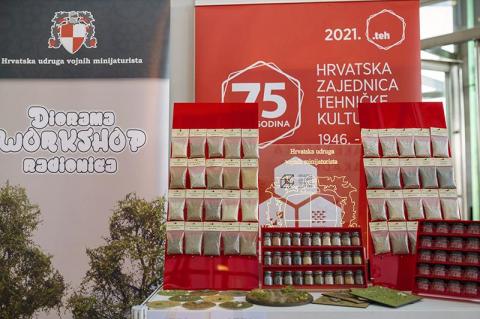 Hrvatska udruga vojnih minijaturista
Diorama
WORKSHOP
radionica
2021.
.teh
75
GODINA
HRVATSKA
ZAJEDNICA
TEHNIČKE
KULTU
1946. -
Hrvatska udruga
vojnih minijaturista